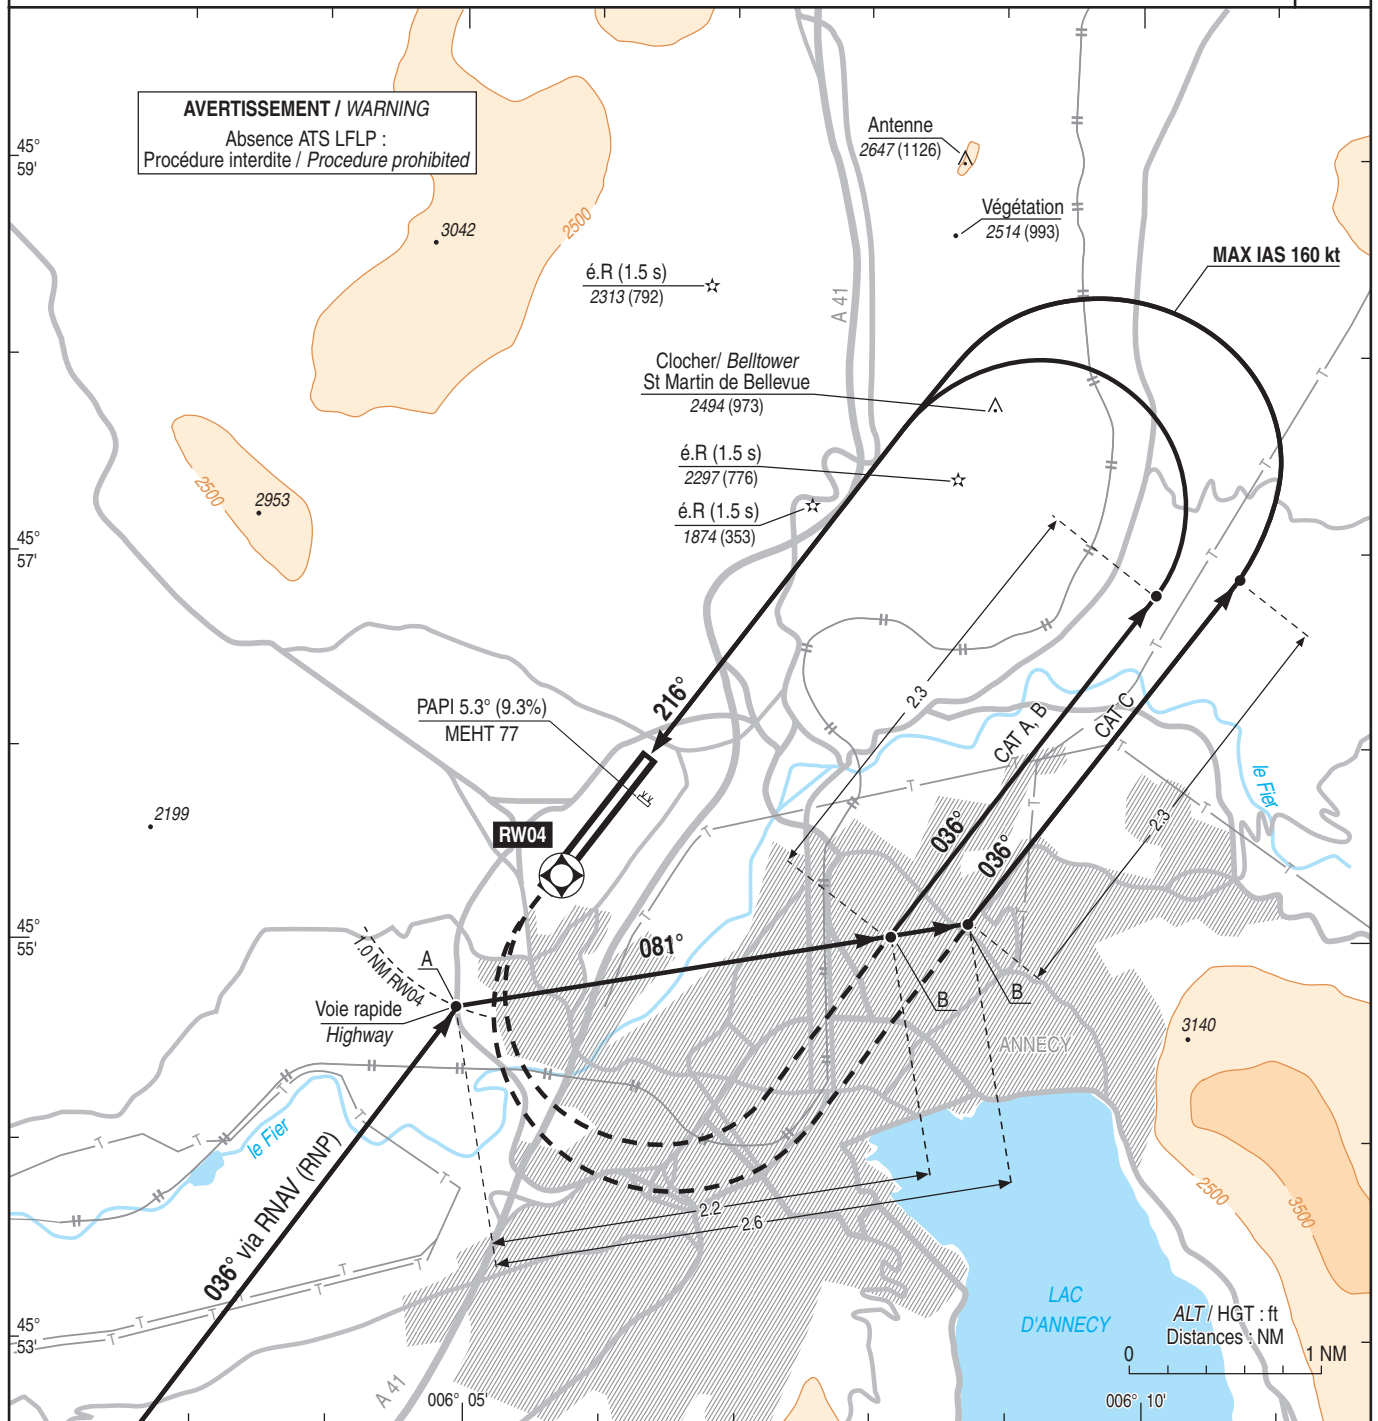 AVERTISSEMENT / WARNING
Absence ATS LFLP :
Procédure interdite / Procedure prohibited
45°
59'
Antenne
2647 (1126)
Végétation
2514 (993)
3042
2500
MAX IAS 160 kt
é.R (1.5 s)
2313 (792)
A 41
Clocher/ Belltower
St Martin de Bellevue
2494 (973)
é.R (1.5 s)
2297 (776)
2500
2953
é.R (1.5 s)
1874 (353)
45°
57'
216°
2.3
PAPI 5.3° (9.3%)
MEHT 77
CAT A, B
CAT C
le Fier
2199
RW04
036°
036°
2.3
45°
55'
081°
1.0 NM RW04
A
Voie rapide
Highway
B
B
ANNECY
3140
le Fier
036° via RNAV (RNP)
2.2
2.6
2500
3500
LAC
D'ANNECY
ALT / HGT : ft
Distances : NM
0
1 NM
45°
53'
A 41
006° 05'
006° 10'